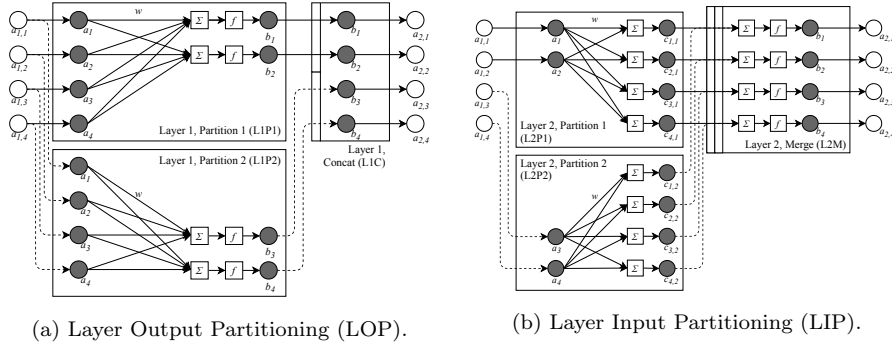 a1,1
a1,2
a1,3
a1,4
a1
a2
a3
a4
w
Σ f
Σ f
b1
b2
Layer 1, Partition 1 (L1P1)
b1
b2
b3
b4
a2,1
a2,2
a2,3
a2,4
Layer 1,
Concat (L1C)
Layer 1, Partition 2 (L1P2)
a1
a2
a3
a4
w
Σ f
Σ f
b3
b4
(a) Layer Output Partitioning (LOP).
a1,1
a1,2
a1,3
a1,4
a1
a2
w
Σ
Σ
Σ
Σ
c1,1
c2,1
c3,1
c4,1
Layer 2, Partition 1
(L2P1)
Σ f
Σ f
Σ f
Σ f
b1
b2
b3
b4
Layer 2, Merge (L2M)
a2,
a2,
a2,
a2,
Layer 2, Partition 2
(L2P2)
a3
a4
w
Σ
Σ
Σ
Σ
c1,2
c2,2
c3,2
c4,2
(b) Layer Input Partitioning (LIP).